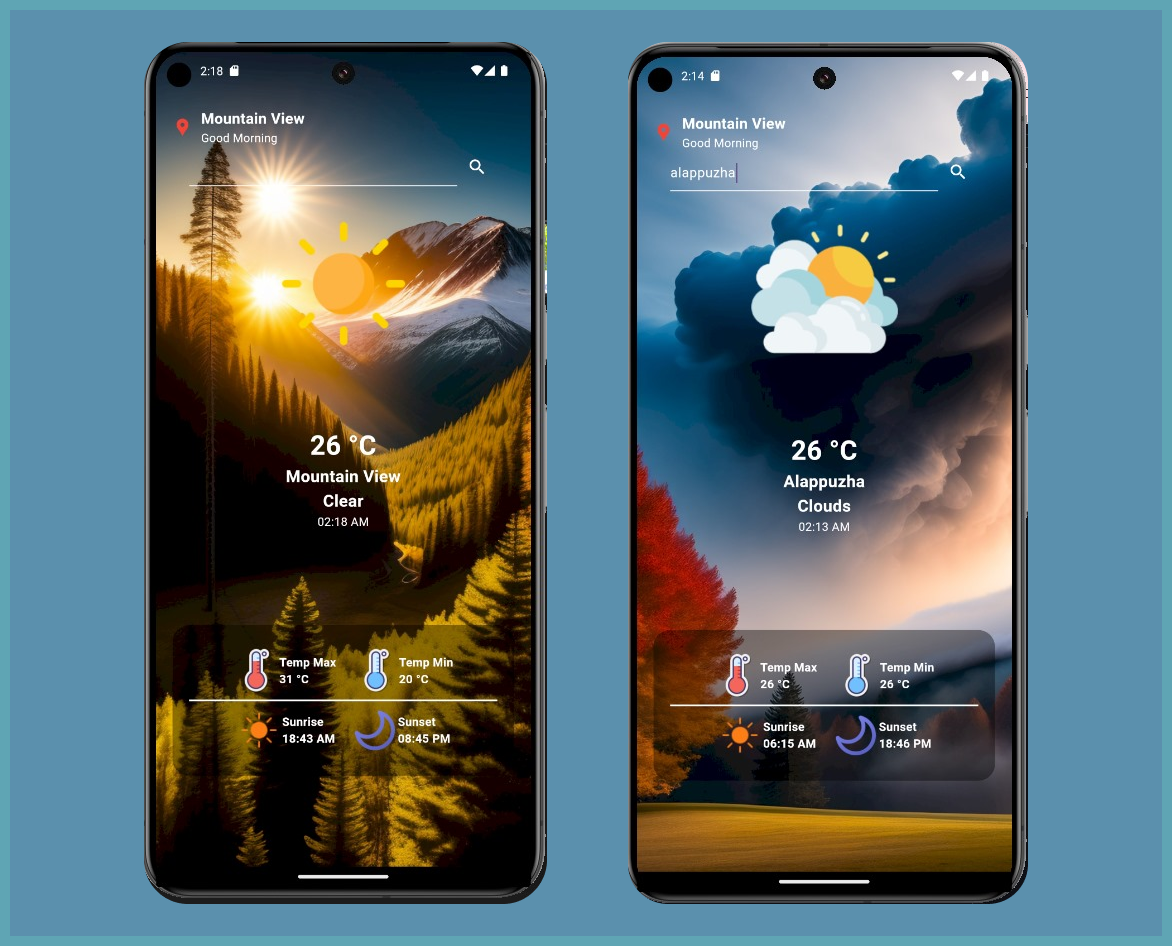 2:18
Mountain View
Good Morning
26 °C
Mountain View
Clear
02:18 AM
Temp Max
31 °C
Temp Min
20 °C
Sunrise
18:43 AM
Sunset
08:45 PM
2:14
Mountain View
Good Morning
alappuzha
26 °C
Alappuzha
Clouds
02:13 AM
Temp Max
26 °C
Temp Min
26 °C
Sunrise
06:15 AM
Sunset
18:46 PM